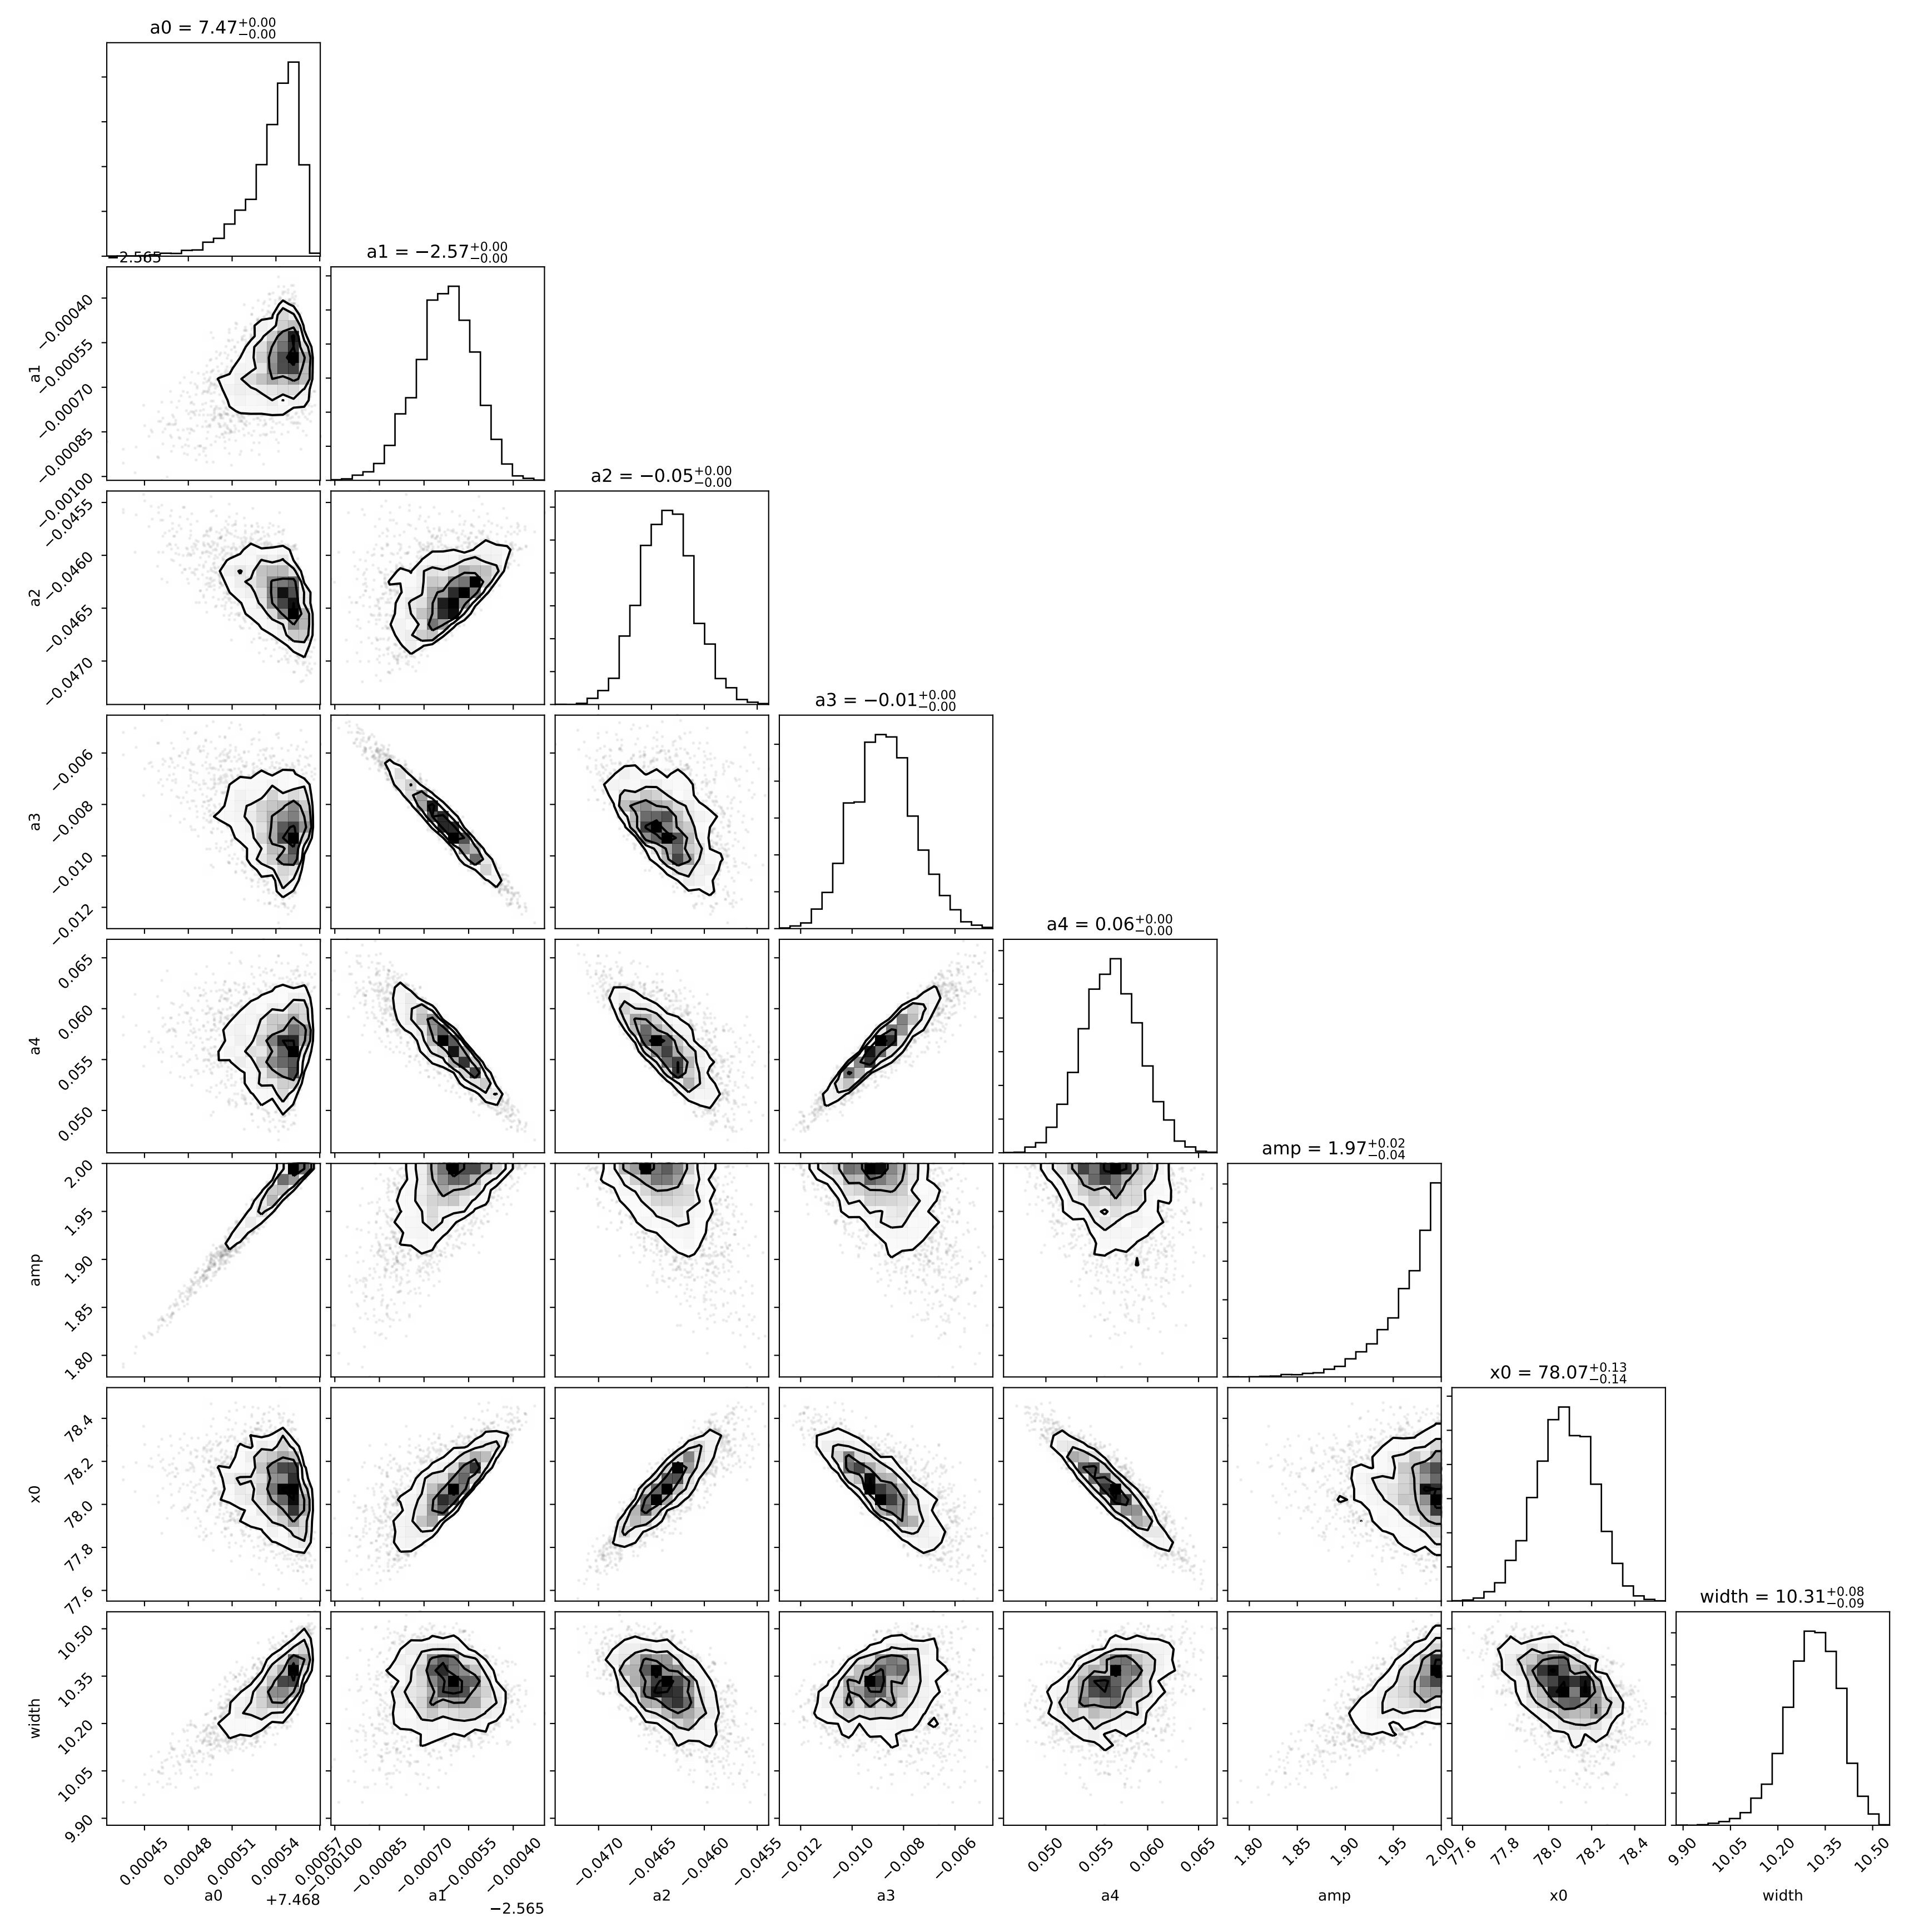 a0 = 7.47+0.00−0.00
−2.565
a1 = −2.57+0.00−0.00
a1
−0.00040
−0.00055
−0.00070
−0.00085
−0.00100
a2 = −0.05+0.00−0.00
a2
−0.0455
−0.0460
−0.0465
−0.0470
a3 = −0.01+0.00−0.00
a3
−0.006
−0.008
−0.010
−0.012
a4 = 0.06+0.00−0.00
a4
0.065
0.060
0.055
0.050
amp = 1.97+0.02−0.04
amp
2.00
1.95
1.90
1.85
1.80
x0 = 78.07+0.13−0.14
x0
78.4
78.2
78.0
77.8
77.6
width = 10.31+0.08−0.09
width
10.50
10.35
10.20
10.05
9.90
0.00045 0.00048 0.00051 0.00054 0.00057
−0.00100 −0.00085 −0.00070 −0.00055 −0.00040
−0.0470 −0.0465 −0.0460 −0.0455
−0.012 −0.010 −0.008 −0.006
0.050 0.055 0.060 0.065
1.80 1.85 1.90 1.95 2.00
77.6 77.8 78.0 78.2 78.4
9.90 10.05 10.20 10.35 10.50
a0 a1 a2 a3 a4 amp x0 width
+7.468 −2.565